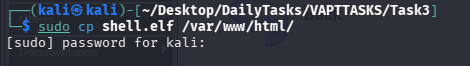 ┌──(kali㉿kali)-[~/Desktop/DailyTasks/VAPTTASKS/Task3]
└─$ sudo cp shell.elf /var/www/html/
[sudo] password for kali: